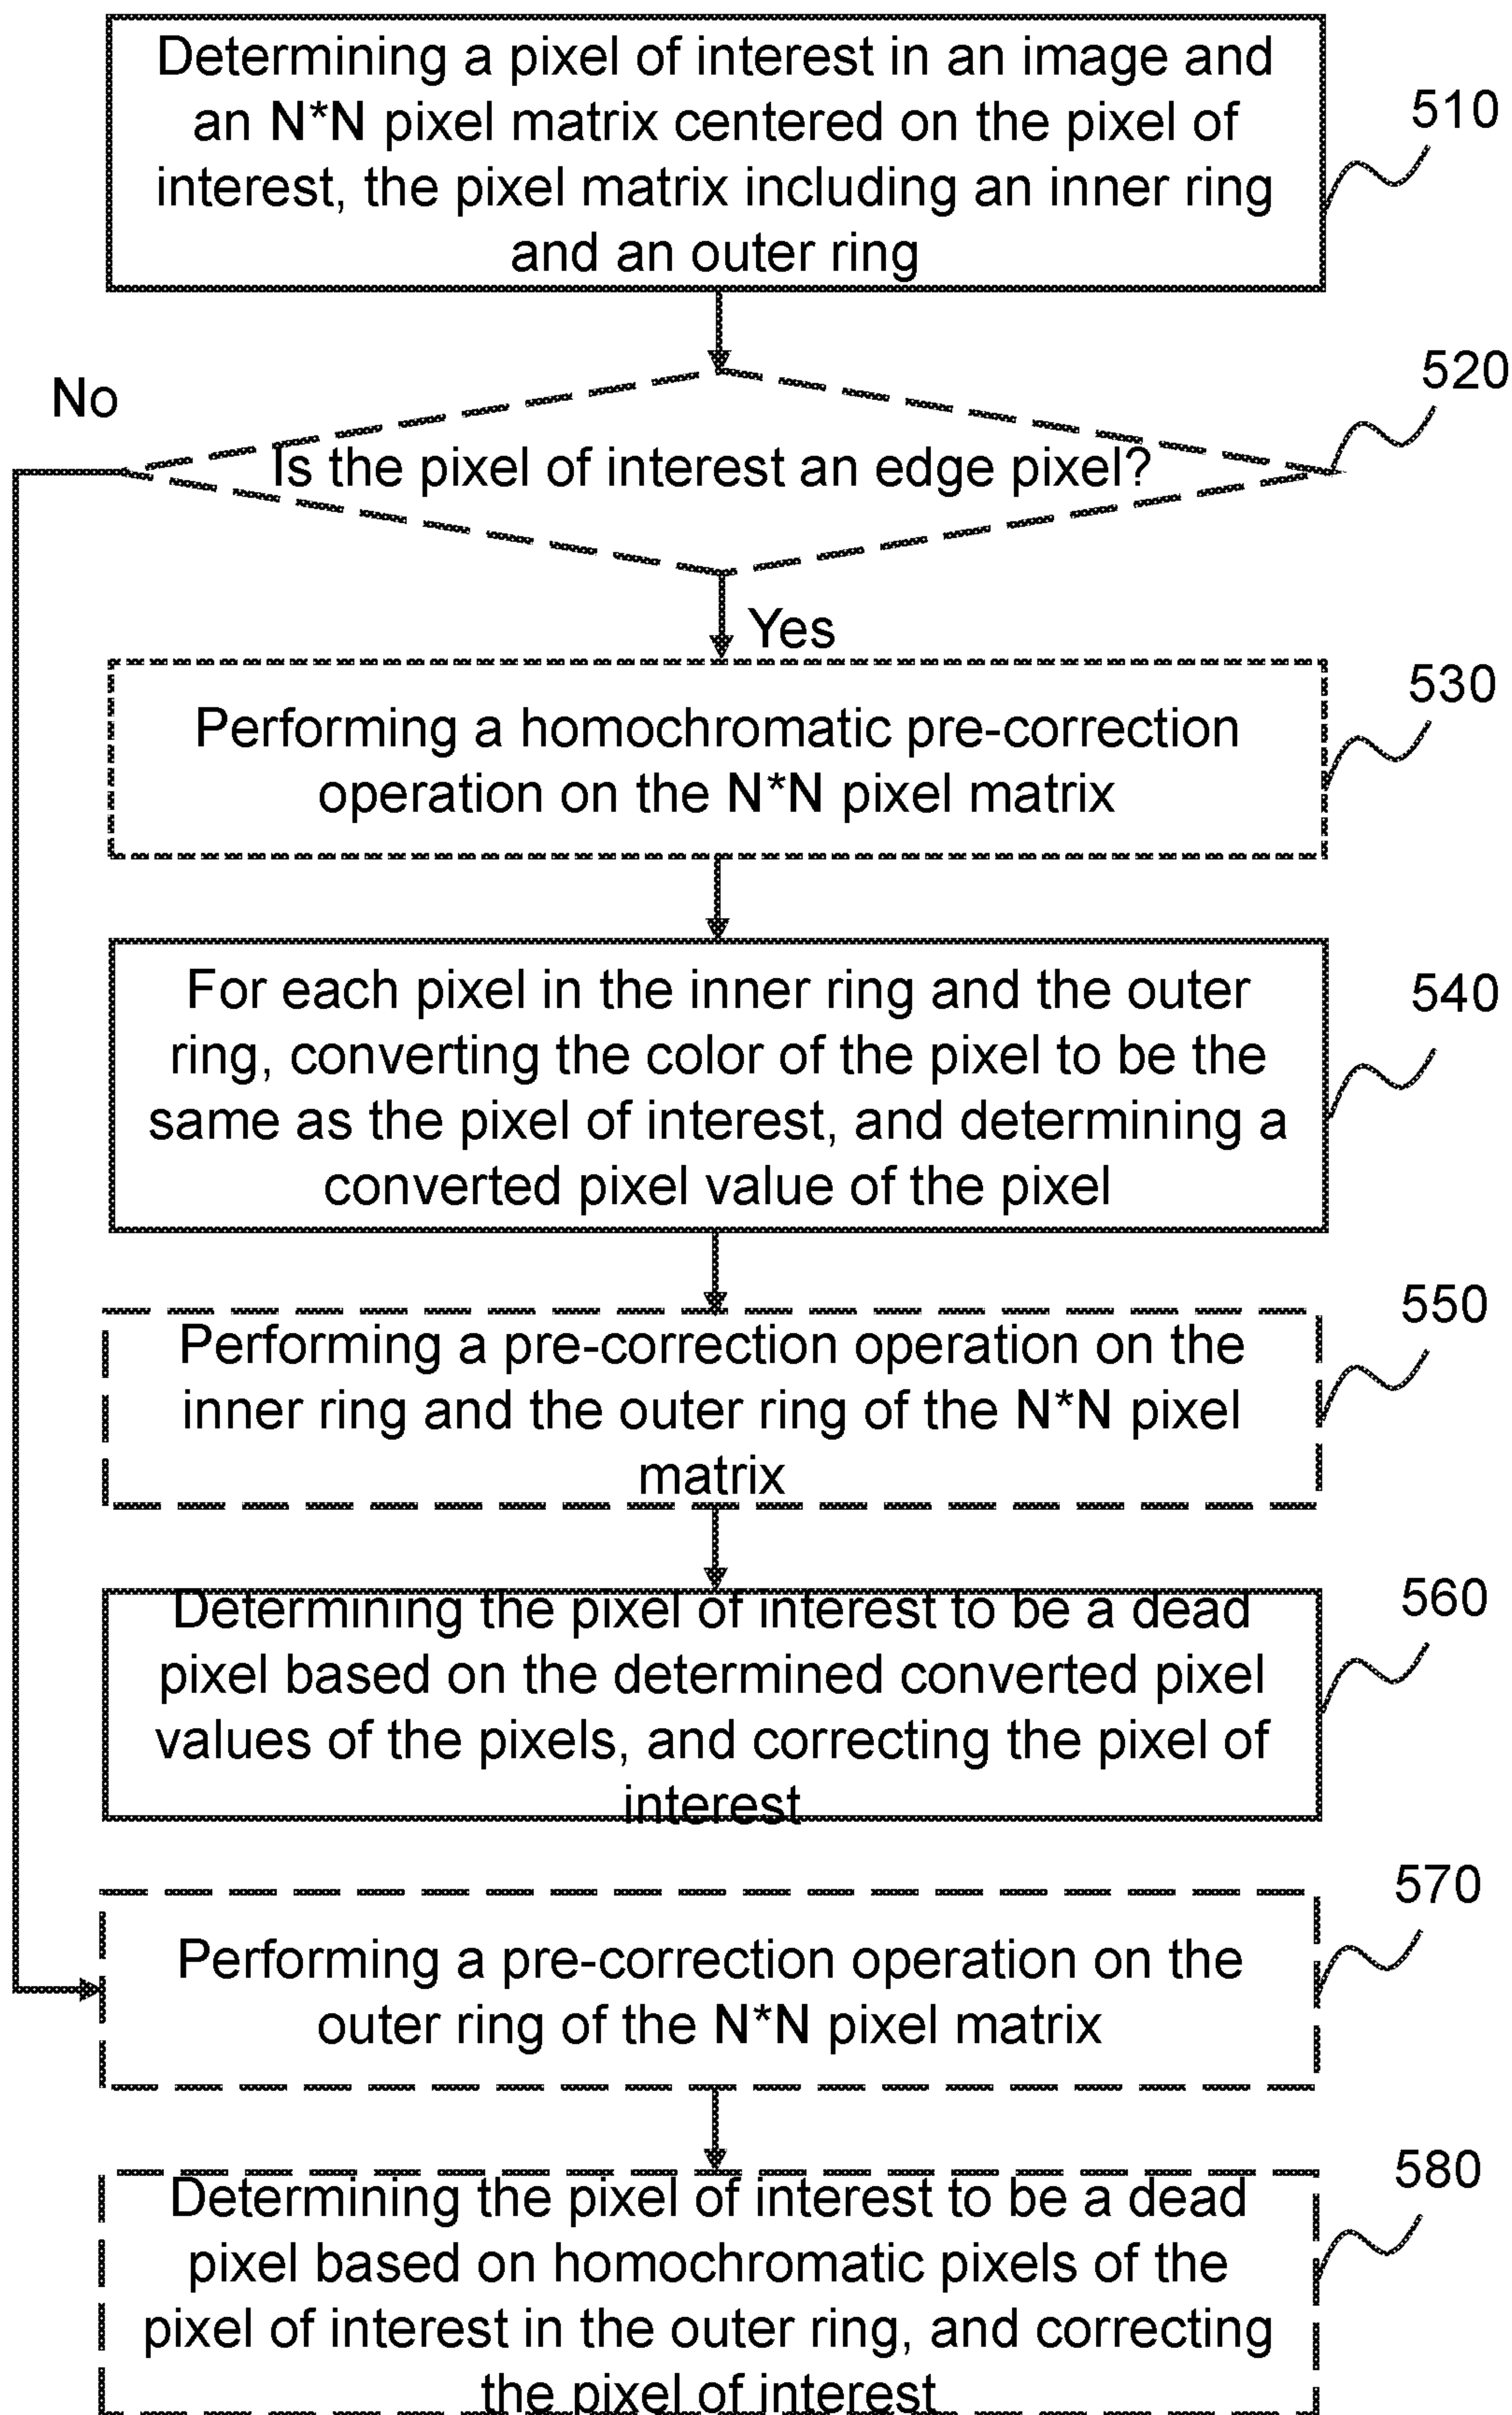 Determining a pixel of interest in an image and
an N*N pixel matrix centered on the pixel of
interest, the pixel matrix including an inner ring
and an outer ring
510
520
No
Is the pixel of interest an edge pixel?
Yes
530
Performing a homochromatic pre-correction
operation on the N*N pixel matrix
For each pixel in the inner ring and the outer
ring, converting the color of the pixel to be the
same as the pixel of interest, and determining a
converted pixel value of the pixel
540
550
Performing a pre-correction operation on the
inner ring and the outer ring of the N*N pixel
matrix
560
Determining the pixel of interest to be a dead
pixel based on the determined converted pixel
values of the pixels, and correcting the pixel of
interest
570
Performing a pre-correction operation on the
outer ring of the N*N pixel matrix
580
Determining the pixel of interest to be a dead
pixel based on homochromatic pixels of the
pixel of interest in the outer ring, and correcting
the pixel of interest